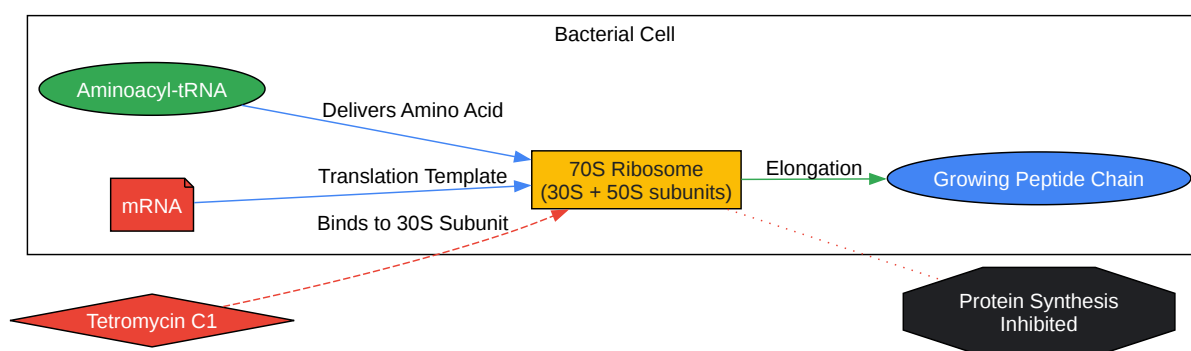 Bacterial Cell
Aminoacyl-tRNA
Delivers Amino Acid
mRNA
Translation Template
Binds to 30S Subunit
70S Ribosome
(30S + 50S subunits)
Elongation
Growing Peptide Chain
Tetromycin C1
Protein Synthesis
Inhibited